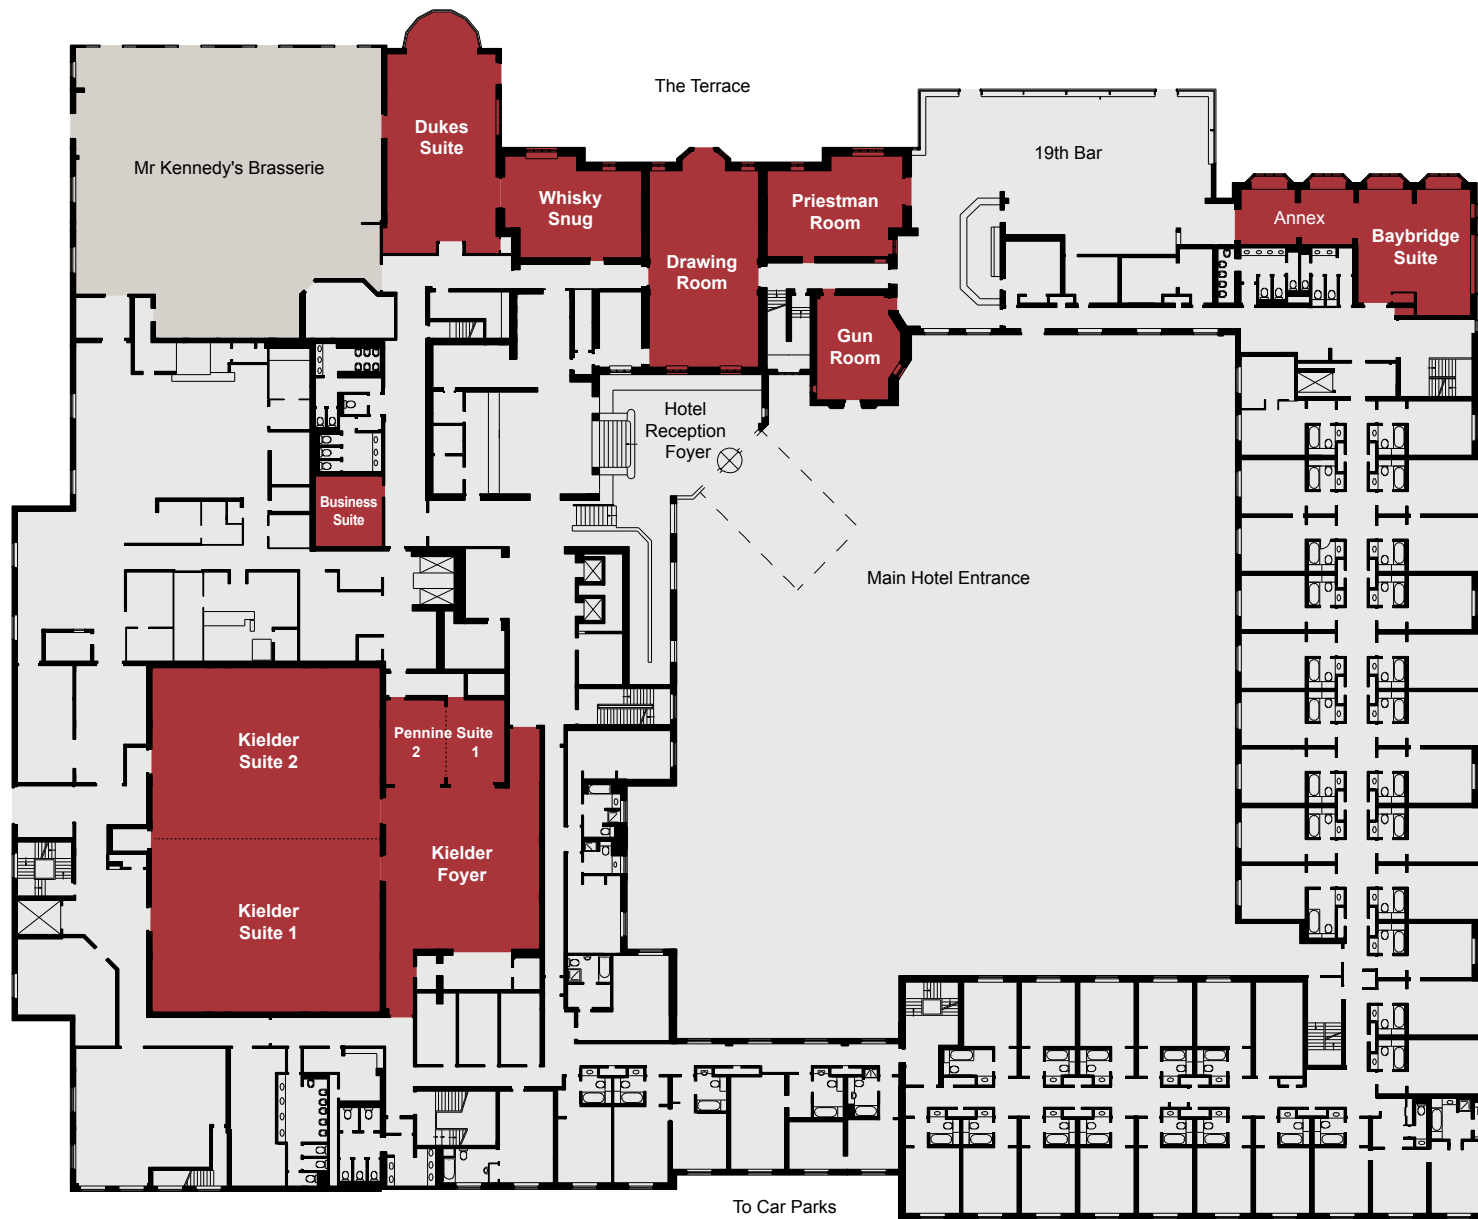 The Terrace
Dukes
Suite
Mr Kennedy's Brasserie
19th Bar
Whisky
Snug
Priestman
Room
Annex
Baybridge
Suite
Drawing
Room
Gun
Room
Hotel
Reception
Foyer
Business
Suite
Main Hotel Entrance
Kielder
Suite 2
Pennine Suite
2 1
Kielder
Foyer
Kielder
Suite 1
To Car Parks